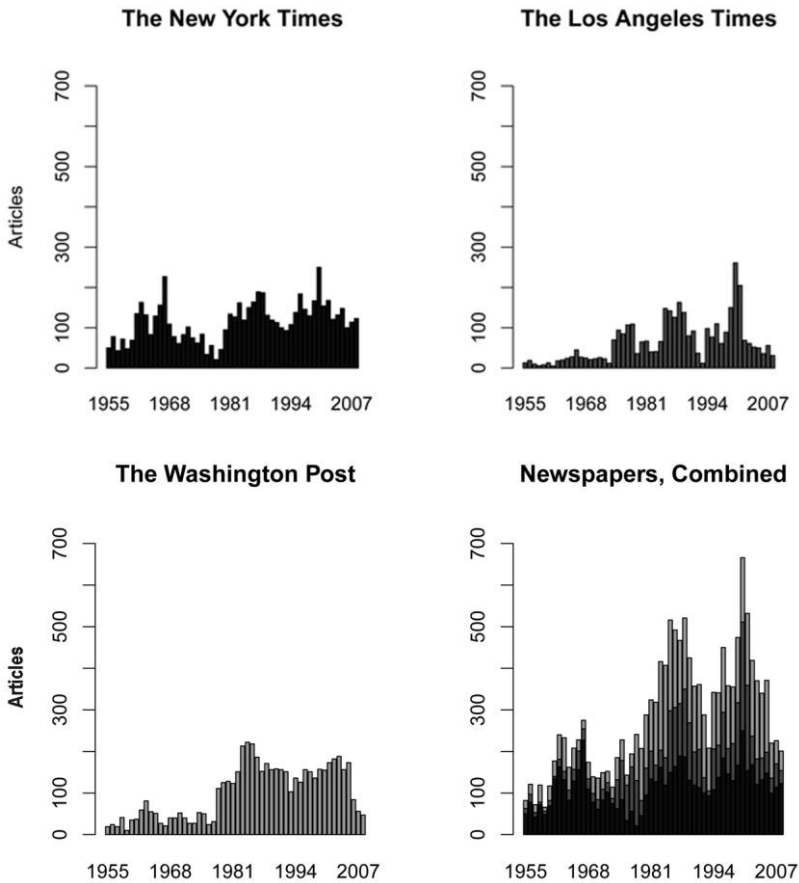 The New York Times
Articles
700
500
300
100
0
1955 1968 1981 1994 2007
The Los Angeles Times
700
500
300
100
0
1955 1968 1981 1994 2007
The Washington Post
Articles
700
500
300
100
0
1955 1968 1981 1994 2007
Newspapers, Combined
700
500
300
100
0
1955 1968 1981 1994 2007